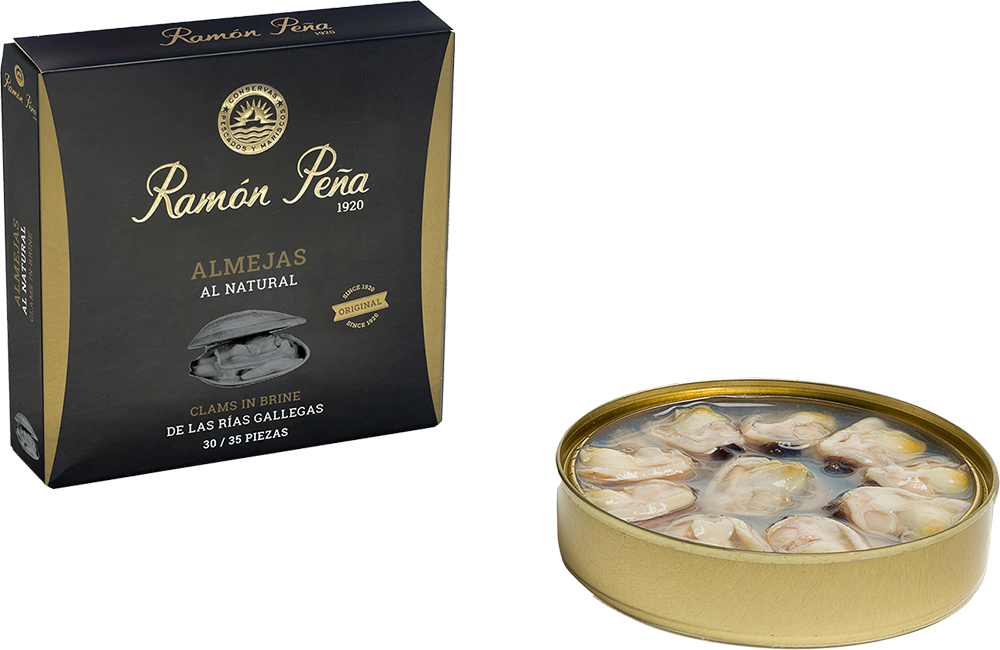 Ramón Peña
1920
Ramón Peña
ALMEJAS
AL NATURAL
CLAMS IN BRINE
CONSERVAS
PESCADOS Y MARISCOS
Ramón Peña
1920
ALMEJAS
AL NATURAL
SINCE 1920
ORIGINAL
SINCE 1920
CLAMS IN BRINE
DE LAS RÍAS GALLEGAS
30 / 35 PIEZAS